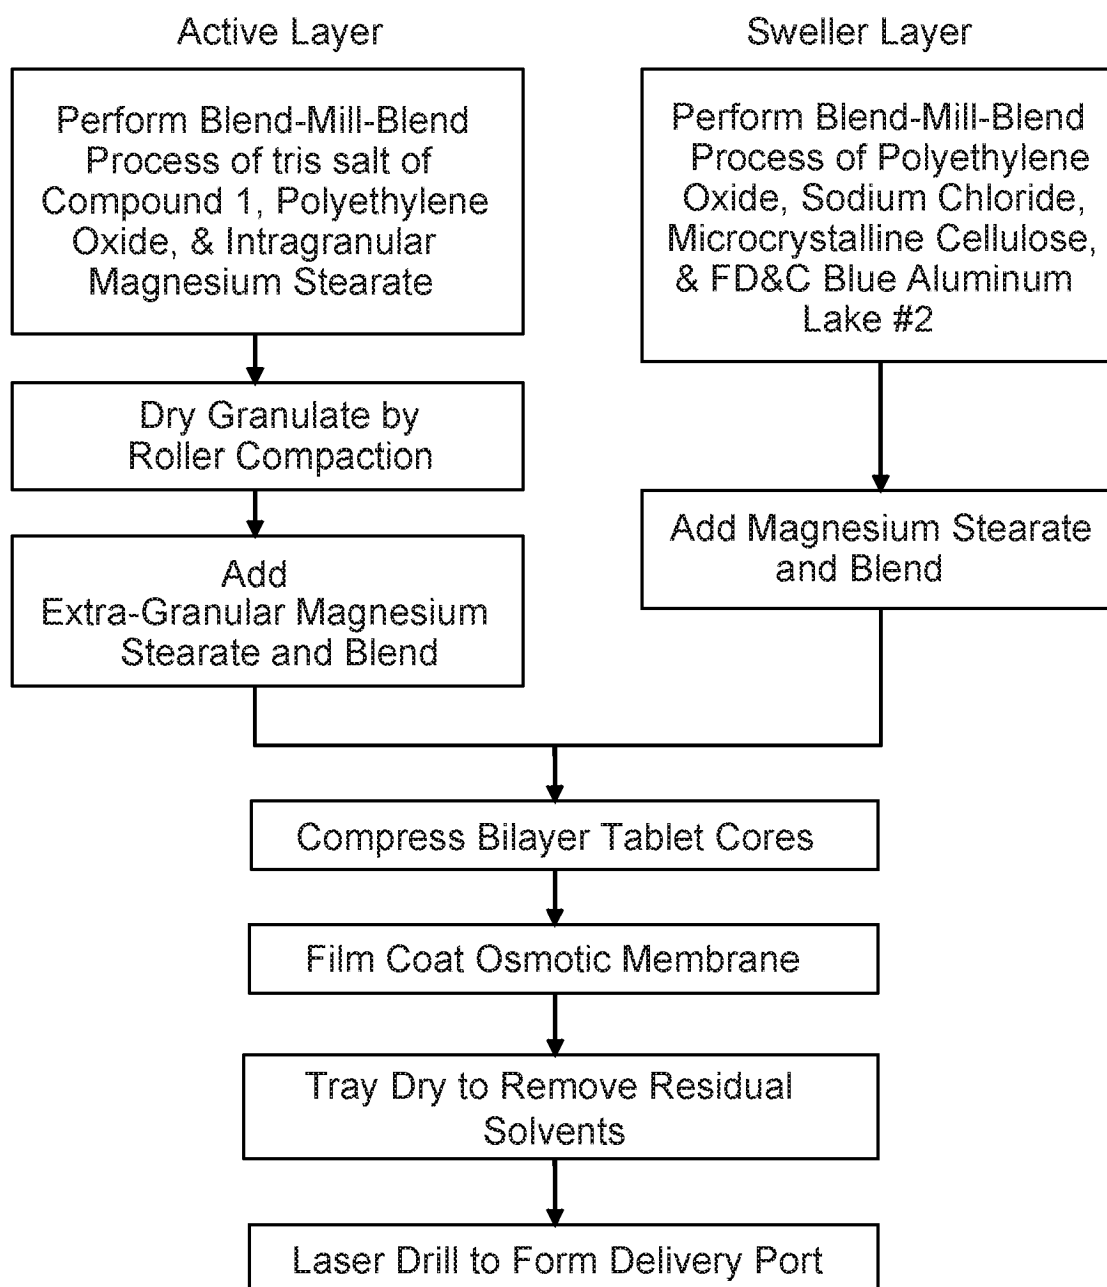 Active Layer
Perform Blend-Mill-Blend
Process of tris salt of
Compound 1, Polyethylene
Oxide, & Intragranular
Magnesium Stearate
Dry Granulate by
Roller Compaction
Add
Extra-Granular Magnesium
Stearate and Blend
Sweller Layer
Perform Blend-Mill-Blend
Process of Polyethylene
Oxide, Sodium Chloride,
Microcrystalline Cellulose,
& FD&C Blue Aluminum
Lake #2
Add Magnesium Stearate
and Blend
Compress Bilayer Tablet Cores
Film Coat Osmotic Membrane
Tray Dry to Remove Residual
Solvents
Laser Drill to Form Delivery Port